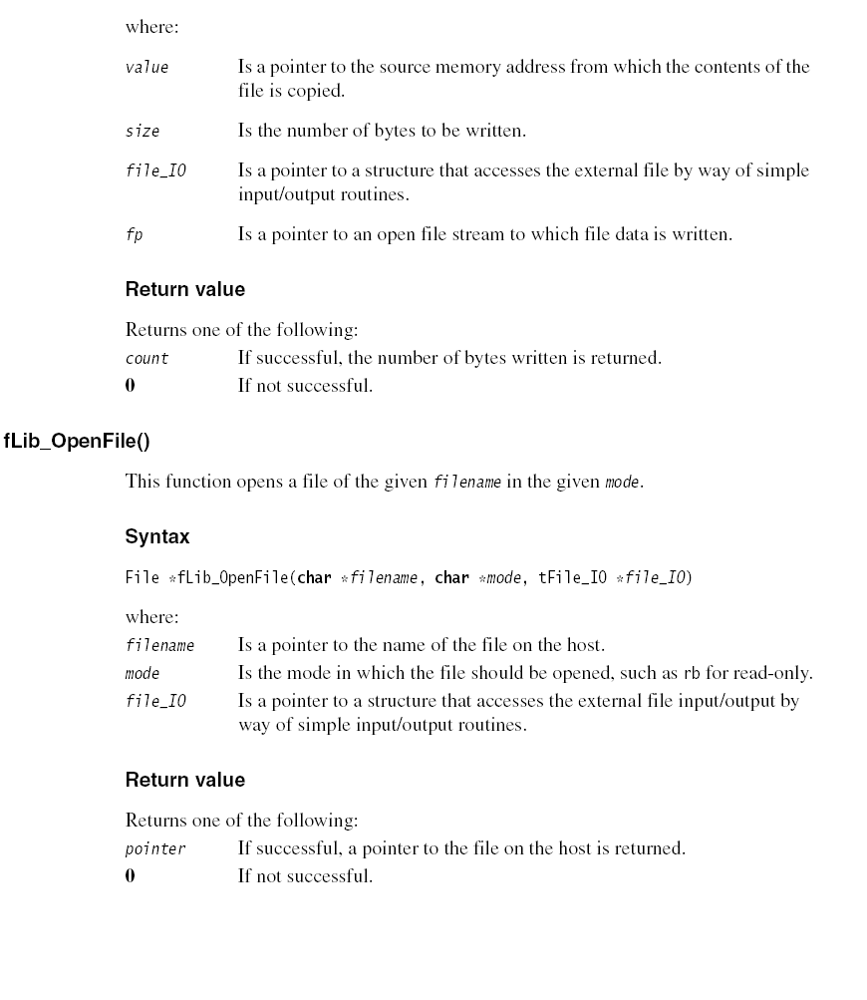 where:
value Is a pointer to the source memory address from which the contents of the
file is copied.
size Is the number of bytes to be written.
file_IO Is a pointer to a structure that accesses the external file by way of simple
input/output routines.
fp Is a pointer to an open file stream to which file data is written.
Return value
Returns one of the following:
count If successful, the number of bytes written is returned.
0 If not successful.
fLib_OpenFile()
This function opens a file of the given filename in the given mode.
Syntax
File *fLib_OpenFile(char *filename, char *mode, tFile_IO *file_IO)
where:
filename Is a pointer to the name of the file on the host.
mode Is the mode in which the file should be opened, such as rb for read-only.
file_IO Is a pointer to a structure that accesses the external file input/output by
way of simple input/output routines.
Return value
Returns one of the following:
pointer If successful, a pointer to the file on the host is returned.
0 If not successful.